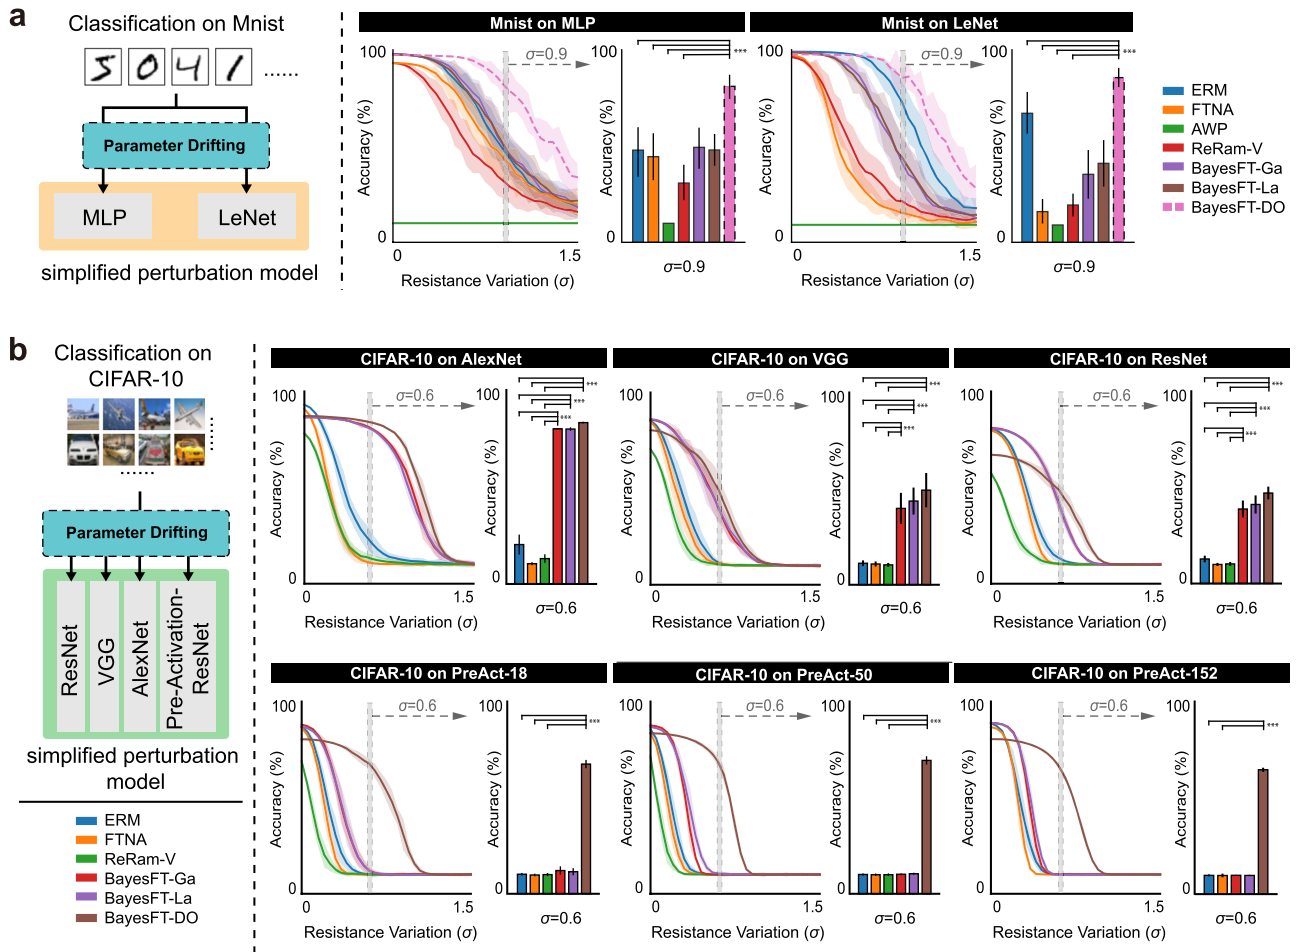 a
Classification on Mnist
5 0 4 1 ......
Parameter Drifting
MLP
LeNet
simplified perturbation model
Mnist on MLP
100
Accuracy (%)
0
σ=0.9
0
1.5
Resistance Variation (σ)
100
Accuracy (%)
0
***
σ=0.9
Mnist on LeNet
100
Accuracy (%)
0
σ=0.9
0
1.5
Resistance Variation (σ)
100
Accuracy (%)
0
***
σ=0.9
ERM
FTNA
AWP
ReRam-V
BayesFT-Ga
BayesFT-La
BayesFT-DO
b
Classification on
CIFAR-10
......
......
Parameter Drifting
ResNet
VGG
AlexNet
Pre-Activation-
ResNet
simplified perturbation
model
ERM
FTNA
ReRam-V
BayesFT-Ga
BayesFT-La
BayesFT-DO
CIFAR-10 on AlexNet
100
Accuracy (%)
0
σ=0.6
0
1.5
Resistance Variation (σ)
100
Accuracy (%)
0
***
***
***
σ=0.6
CIFAR-10 on VGG
100
Accuracy (%)
0
σ=0.6
0
1.5
Resistance Variation (σ)
100
Accuracy (%)
0
***
***
***
σ=0.6
CIFAR-10 on ResNet
100
Accuracy (%)
0
σ=0.6
0
1.5
Resistance Variation (σ)
100
Accuracy (%)
0
***
***
***
σ=0.6
CIFAR-10 on PreAct-18
100
Accuracy (%)
0
σ=0.6
0
1.5
Resistance Variation (σ)
100
Accuracy (%)
0
***
σ=0.6
CIFAR-10 on PreAct-50
100
Accuracy (%)
0
σ=0.6
0
1.5
Resistance Variation (σ)
100
Accuracy (%)
0
***
σ=0.6
CIFAR-10 on PreAct-152
100
Accuracy (%)
0
σ=0.6
0
1.5
Resistance Variation (σ)
100
Accuracy (%)
0
***
σ=0.6